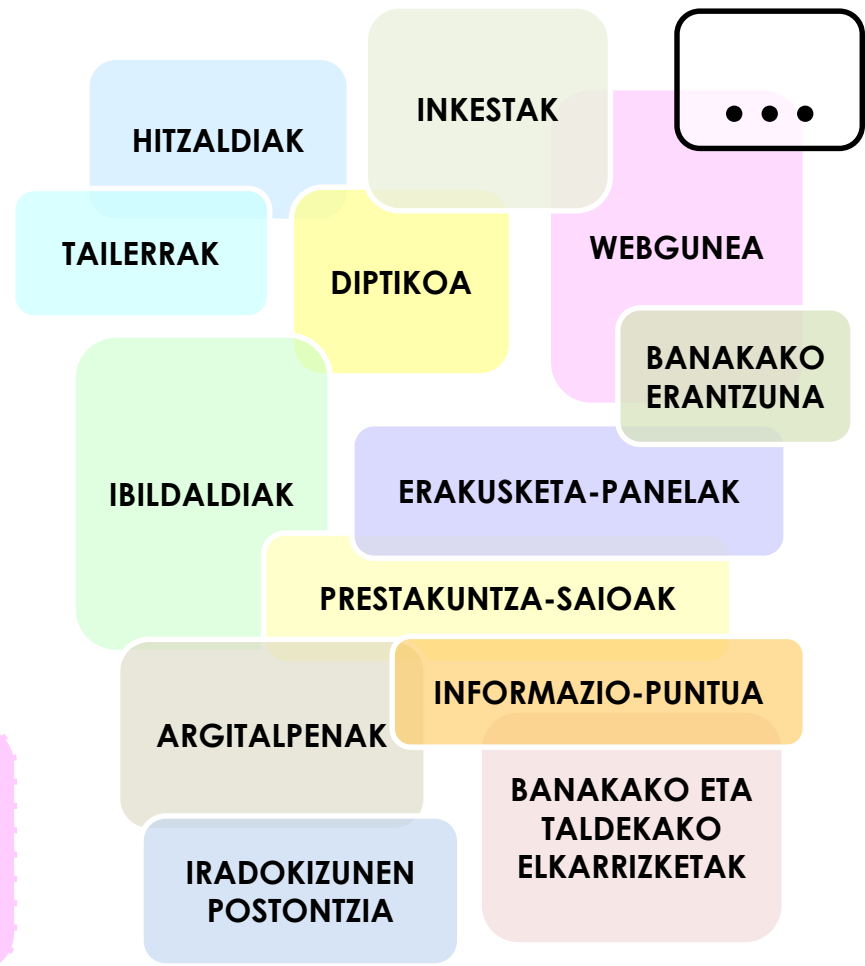 INKESTAK
...
HITZALDIAK
WEBGUNEA
TAILERRAK
DIPTIKOA
BANAKAKO
ERANTZUNA
IBILDALDIAK
ERAKUSKETA-PANELAK
PRESTAKUNTZA-SAIOAK
INFORMAZIO-PUNTUA
ARGITALPENAK
BANAKAKO ETA
TALDEKAKO
ELKARRIZKETAK
IRADOKIZUNEN
POSTONTZIA